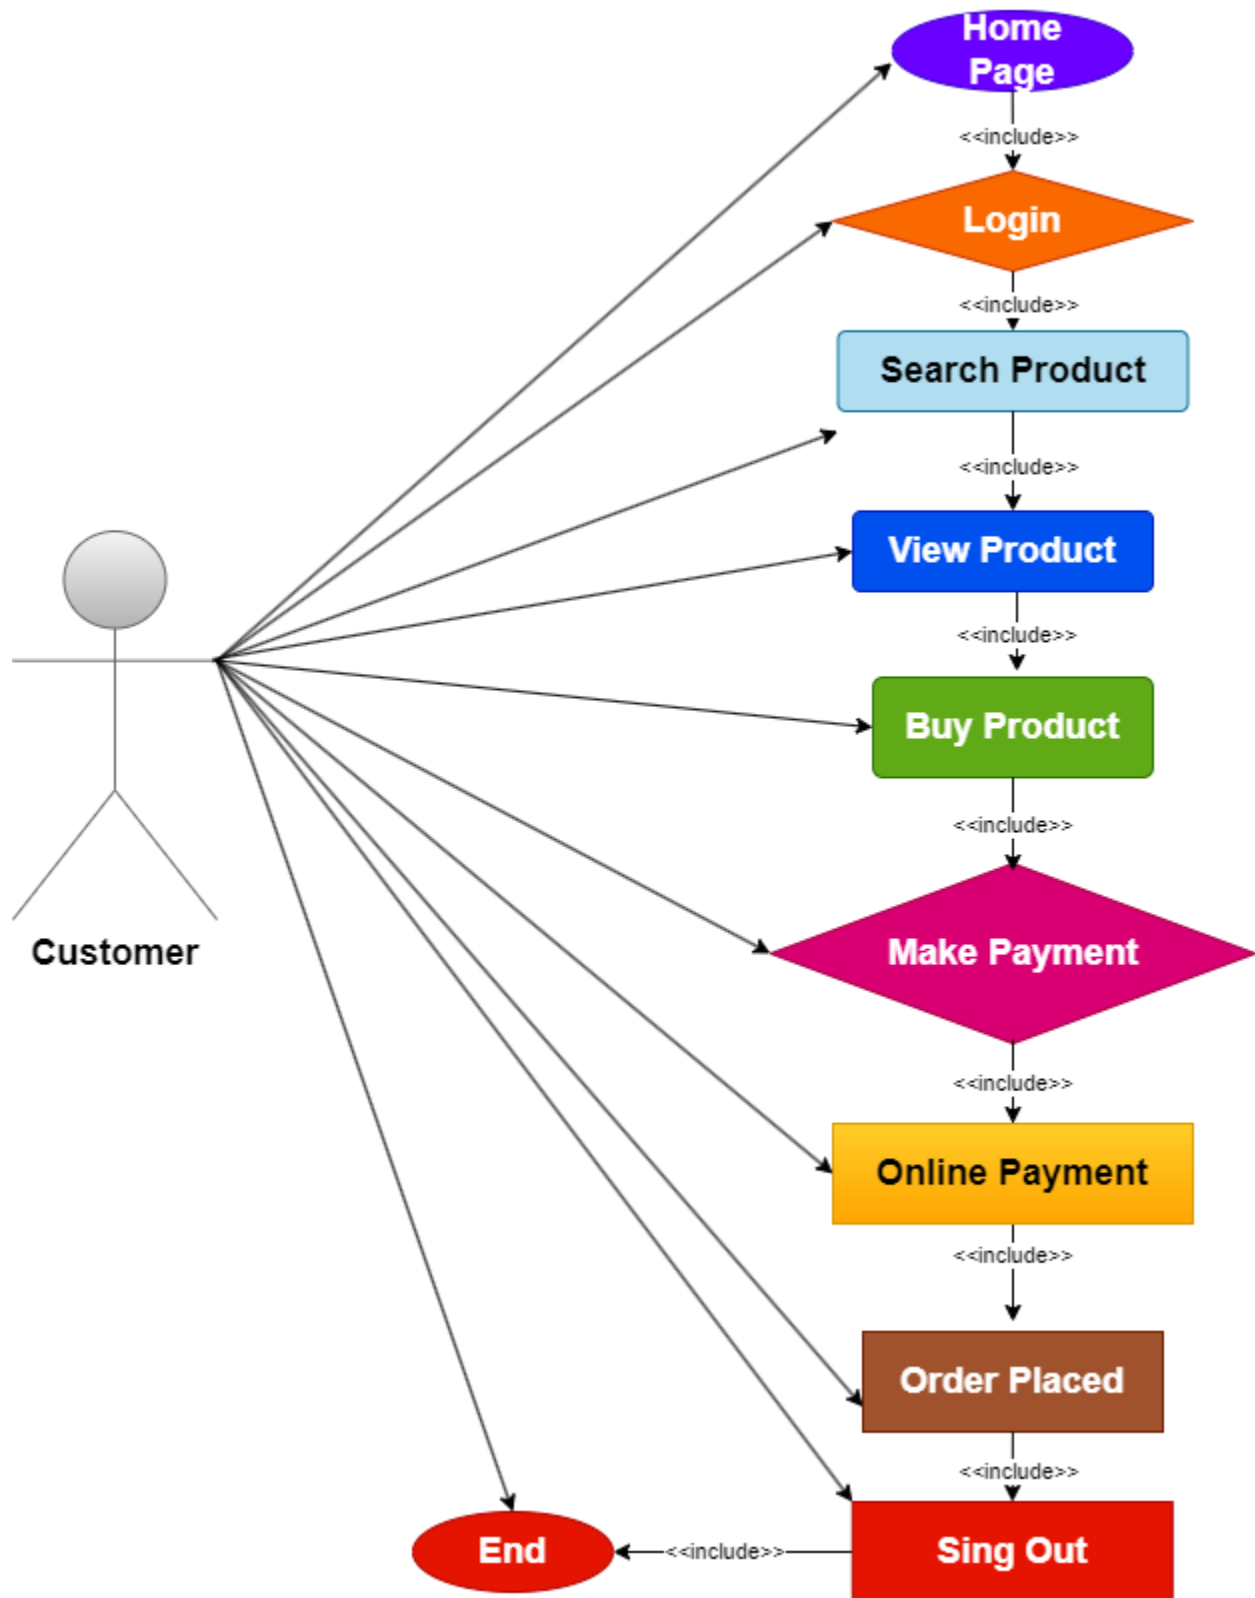 Home
Page
<<include>>
Login
<<include>>
Search Product
<<include>>
View Product
<<include>>
Buy Product
<<include>>
Customer
Make Payment
<<include>>
Online Payment
<<include>>
Order Placed
<<include>>
End
<<include>>
Sing Out